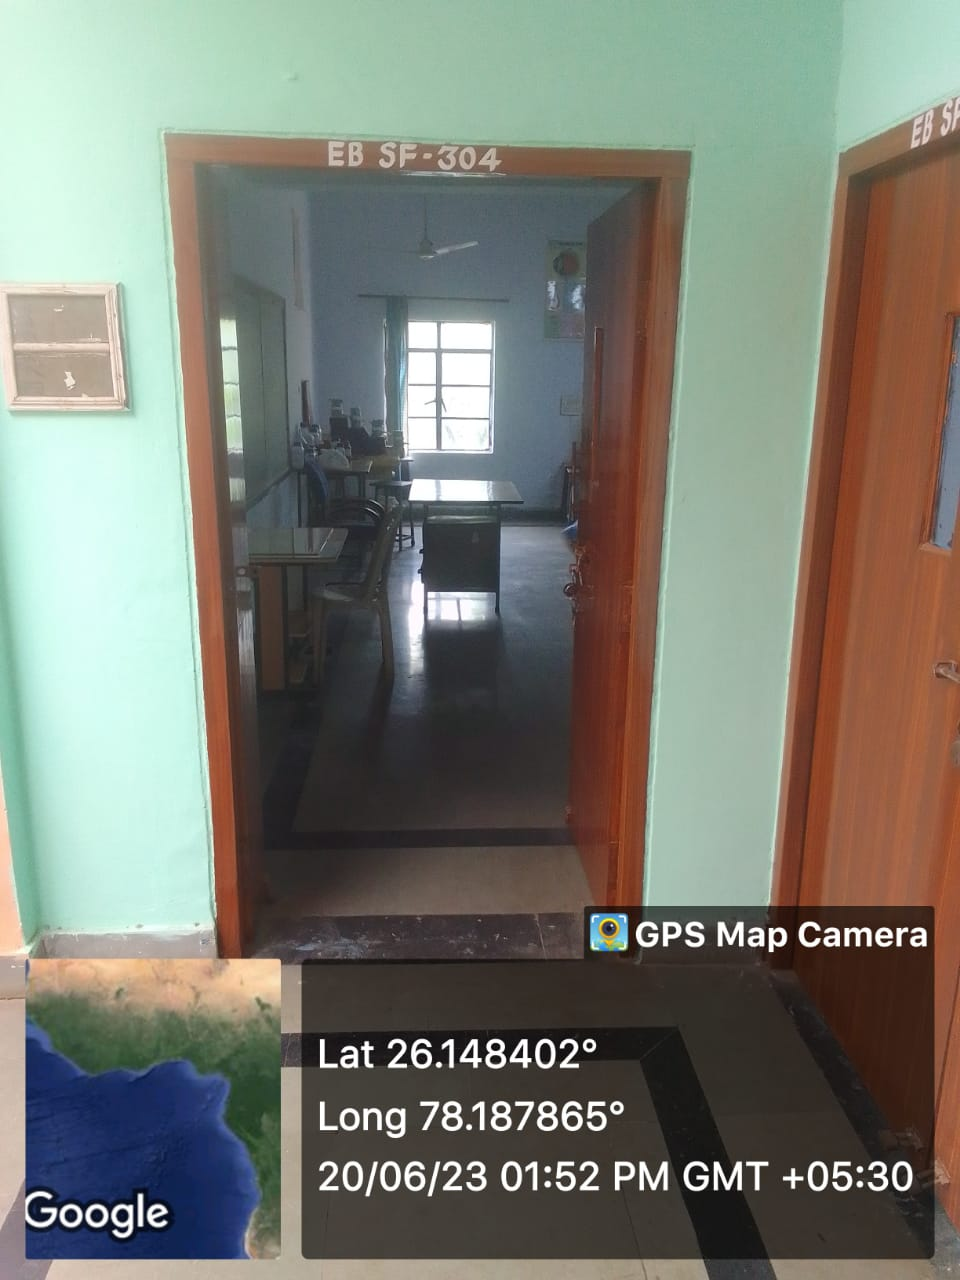 EB SF-304
EB SF
GPS Map Camera
Lat 26.148402°
Long 78.187865°
20/06/23 01:52 PM GMT +05:30
Google